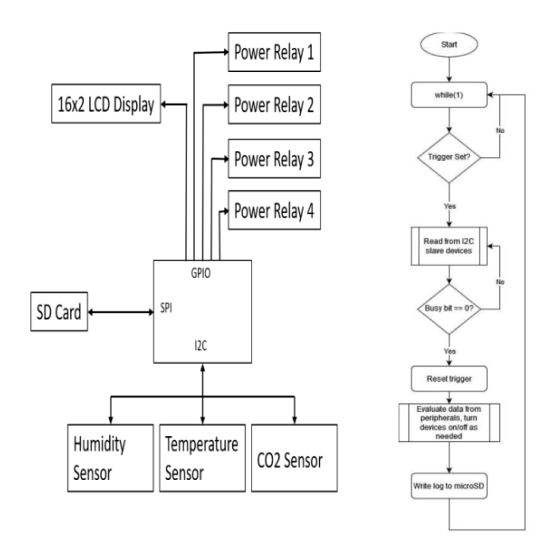 Power Relay 1
16x2 LCD Display
Power Relay 2
Power Relay 3
Power Relay 4
GPIO
SPI
I2C
SD Card
Humidity
Sensor
Temperature
Sensor
CO2 Sensor
Start
while(1)
No
Trigger Set?
Yes
Read from I2C
slave devices
No
Busy bit == 0?
Yes
Reset trigger
Evaluate data from
peripherals, turn
devices on/off as
needed
Write log to microSD